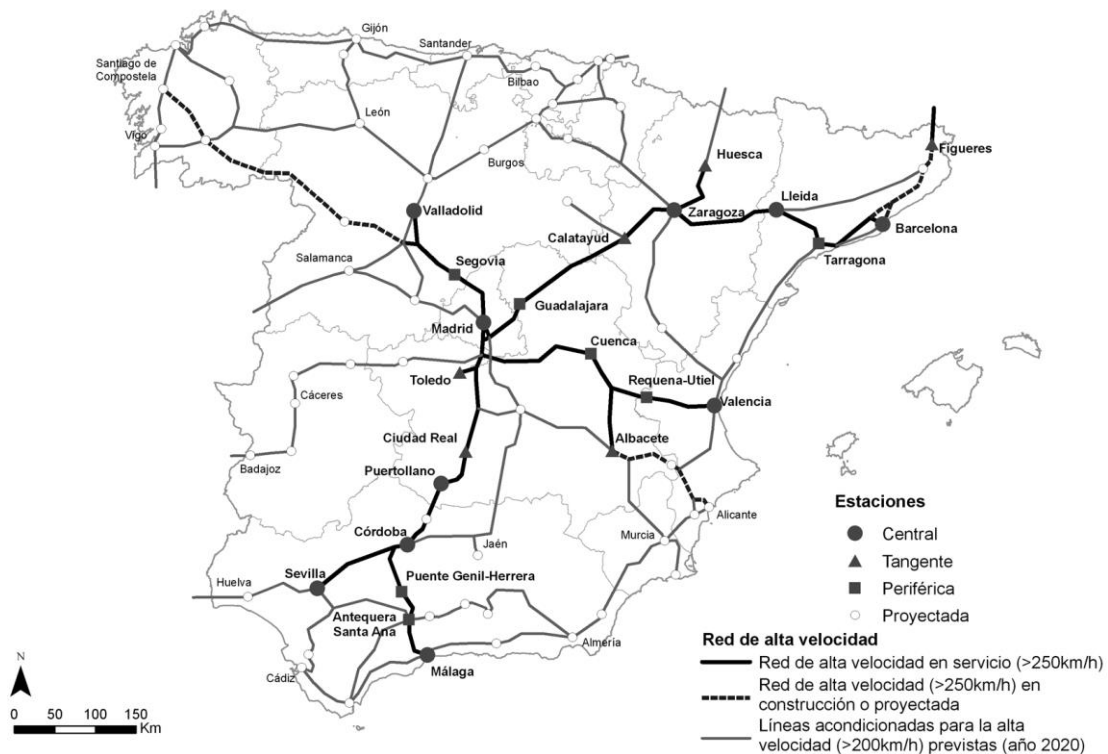 Gijón
Santander
Santiago de
Compostela
Bilbao
León
Vigo
Burgos
Huesca
Figueres
Valladolid
Zaragoza
Lleida
Barcelona
Calatayud
Tarragona
Salamanca
Segovia
Guadalajara
Madrid
Cuenca
Toledo
Requena-Utiel
Valencia
Cáceres
Ciudad Real
Albacete
Badajoz
Puertollano
Alicante
Córdoba
Jaén
Murcia
Huelva
Sevilla
Puente Genil-Herrera
Antequera
Santa Ana
Almería
Cádiz
Málaga
Estaciones
Central
Tangente
Periférica
Proyectada
Red de alta velocidad
Red de alta velocidad en servicio (>250km/h)
Red de alta velocidad (>250km/h) en
construcción o proyectada
Líneas acondicionadas para la alta
velocidad (>200km/h) previstas (año 2020)
N
0 50 100 150
Km